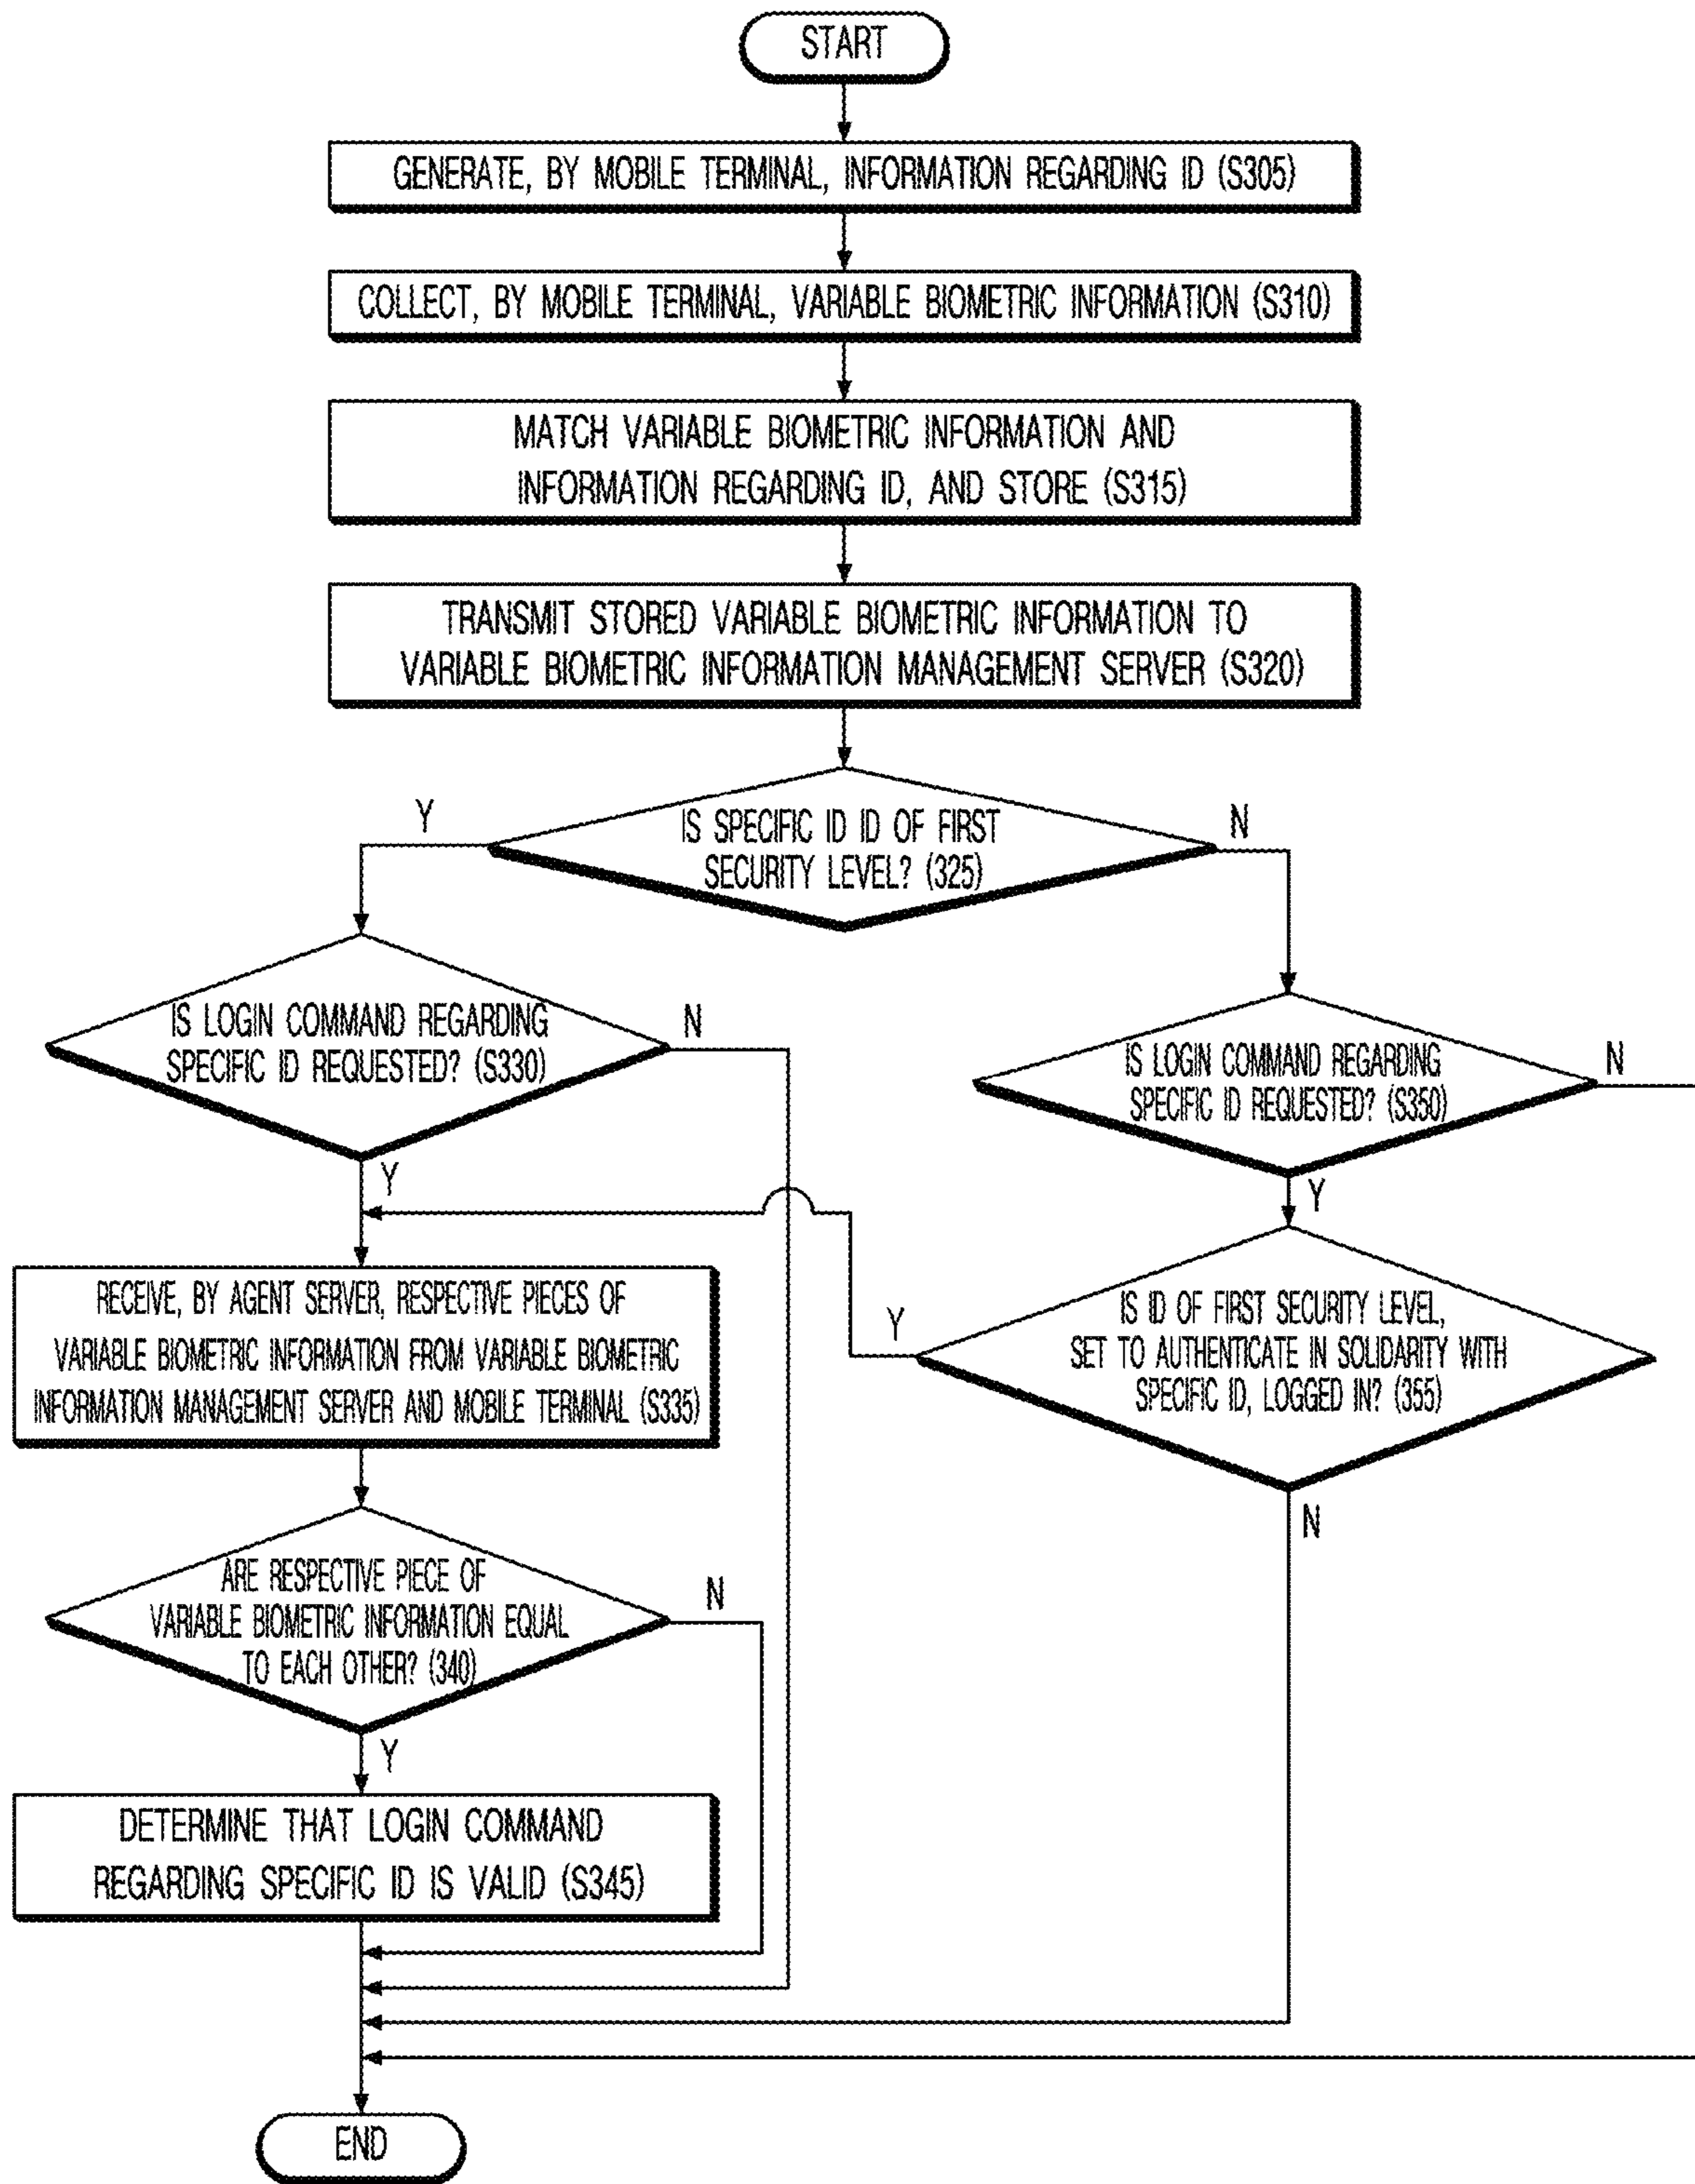 START
GENERATE, BY MOBILE TERMINAL, INFORMATION REGARDING ID (S305)
COLLECT, BY MOBILE TERMINAL, VARIABLE BIOMETRIC INFORMATION (S310)
MATCH VARIABLE BIOMETRIC INFORMATION AND
INFORMATION REGARDING ID, AND STORE (S315)
TRANSMIT STORED VARIABLE BIOMETRIC INFORMATION TO
VARIABLE BIOMETRIC INFORMATION MANAGEMENT SERVER (S320)
Y
IS SPECIFIC ID ID OF FIRST
SECURITY LEVEL? (325)
N
IS LOGIN COMMAND REGARDING
SPECIFIC ID REQUESTED? (S330)
N
Y
IS LOGIN COMMAND REGARDING
SPECIFIC ID REQUESTED? (S350)
N
Y
RECEIVE, BY AGENT SERVER, RESPECTIVE PIECES OF
VARIABLE BIOMETRIC INFORMATION FROM VARIABLE BIOMETRIC
INFORMATION MANAGEMENT SERVER AND MOBILE TERMINAL (S335)
Y
IS ID OF FIRST SECURITY LEVEL,
SET TO AUTHENTICATE IN SOLIDARITY WITH
SPECIFIC ID, LOGGED IN? (355)
N
ARE RESPECTIVE PIECE OF
VARIABLE BIOMETRIC INFORMATION EQUAL
TO EACH OTHER? (340)
N
Y
DETERMINE THAT LOGIN COMMAND
REGARDING SPECIFIC ID IS VALID (S345)
END